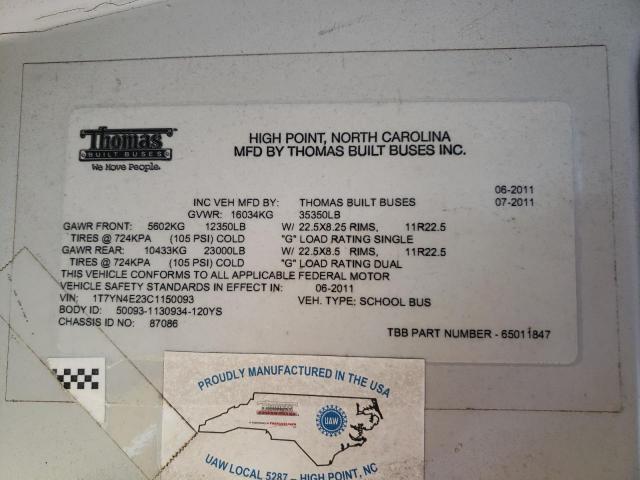 Thomas
BUILT BUSES
We Move People.
HIGH POINT, NORTH CAROLINA
MFD BY THOMAS BUILT BUSES INC.
06-2011
INC VEH MFD BY: THOMAS BUILT BUSES 07-2011
GVWR: 16034KG 35350LB
GAWR FRONT: 5602KG 12350LB W/ 22.5X8.25 RIMS, 11R22.5
TIRES @ 724KPA (105 PSI) COLD "G" LOAD RATING SINGLE
GAWR REAR: 10433KG 23000LB W/ 22.5X8.5 RIMS, 11R22.5
TIRES @ 724KPA (105 PSI) COLD "G" LOAD RATING DUAL
THIS VEHICLE CONFORMS TO ALL APPLICABLE FEDERAL MOTOR
VEHICLE SAFETY STANDARDS IN EFFECT IN: 06-2011
VIN: 1T7YN4E23C1150093 VEH. TYPE: SCHOOL BUS
BODY ID: 50093-1130934-120YS
CHASSIS ID NO: 87086
TBB PART NUMBER - 65011847
PROUDLY MANUFACTURED IN THE USA
UAW
UAW LOCAL 5287 - HIGH POINT, NC